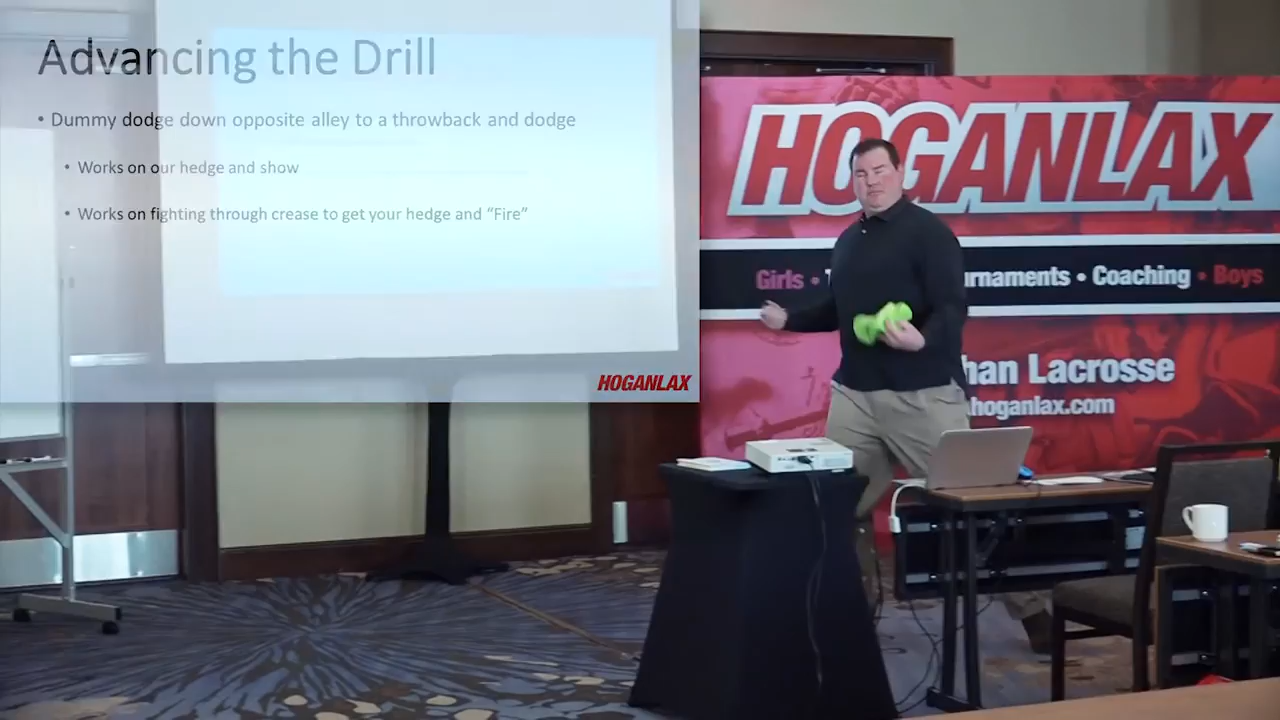 Advancing the Drill
• Dummy dodge down opposite alley to a throwback and dodge
• Works on our hedge and show
• Works on fighting through crease to get your hedge and “Fire”
HOGANLAX
HOGANLAX
Girls • urnaments • Coaching • Boys
han Lacrosse
hoganlax.com